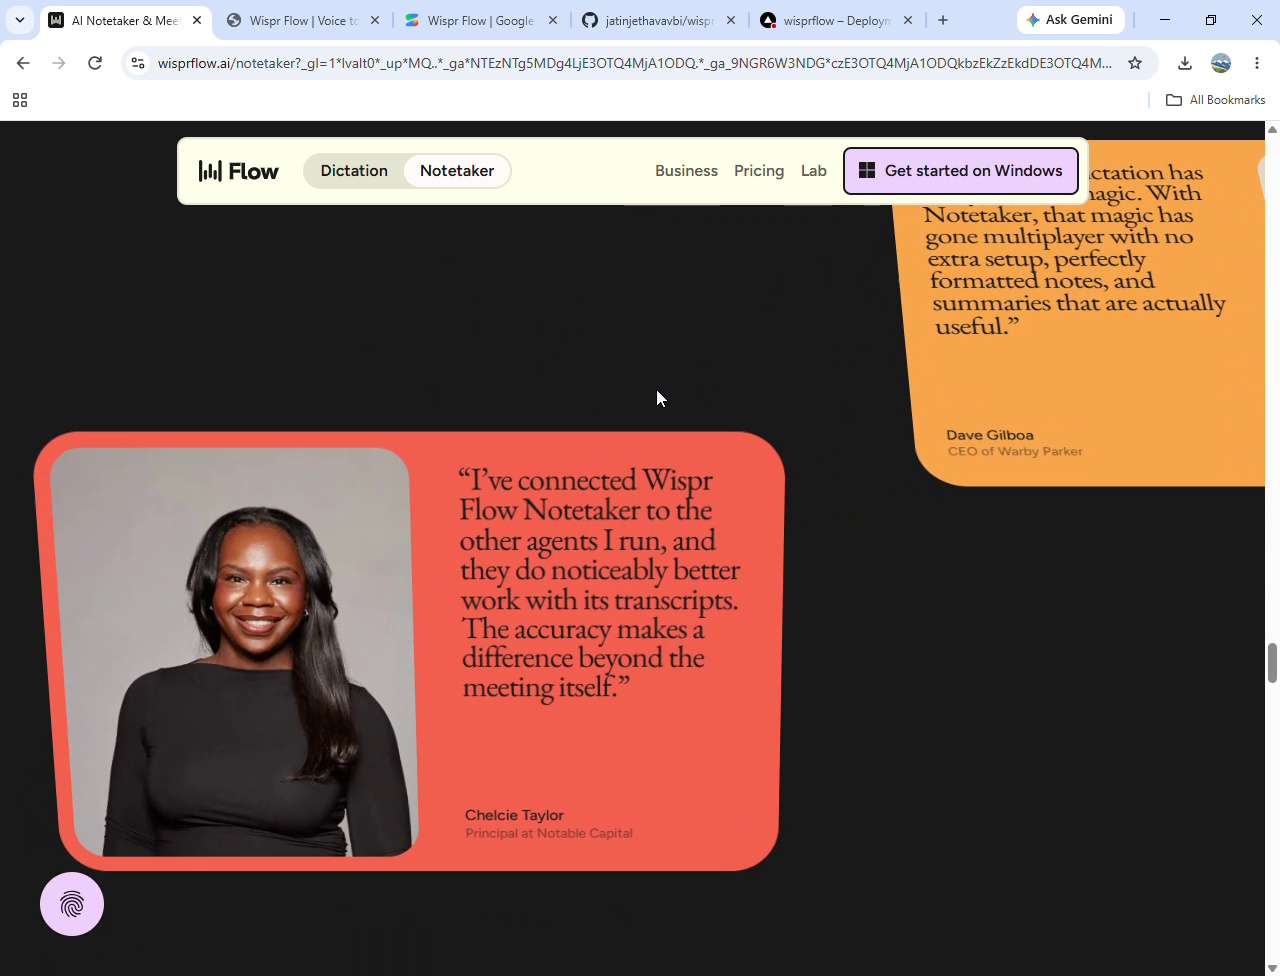 AI Notetaker & Mee
Wispr Flow | Voice to
Wispr Flow | Google
jatinjethavavbi/wispr
wisprflow – Deploym
Ask Gemini
wisprflow.ai/notetaker?_gl=1*lvalt0*_up*MQ..*_ga*NTEzNTg5MDg4LjE3OTQ4MjA1ODQ.*_ga_9NGR6W3NDG*czE3OTQ4MjA1ODQkbzEkZzEkdDE3OTQ4M...
All Bookmarks
Flow
Dictation
Notetaker
Business
Pricing
Lab
Get started on Windows
ctation has
magic. With
Notetaker, that magic has
gone multiplayer with no
extra setup, perfectly
formatted notes, and
summaries that are actually
useful.”
Dave Gilboa
CEO of Warby Parker
“I’ve connected Wispr
Flow Notetaker to the
other agents I run, and
they do noticeably better
work with its transcripts.
The accuracy makes a
difference beyond the
meeting itself.”
Chelcie Taylor
Principal at Notable Capital